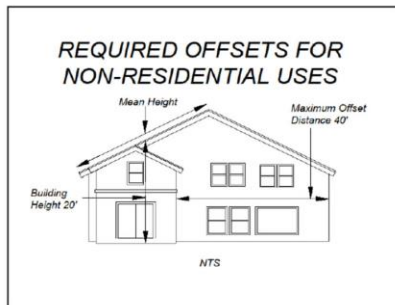 REQUIRED OFFSETS FOR
NON-RESIDENTIAL USES
Mean Height
Maximum Offset
Distance 40'
Building
Height 20'
NTS